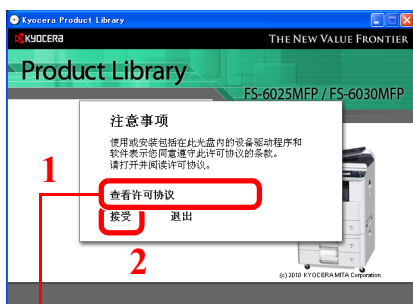 Kyocera Product Library
KYOCERA
THE NEW VALUE FRONTIER
Product Library
FS-6025MFP / FS-6030MFP
注意事项
使用或安装包括在此光盘内的设备驱动程序和
软件表示您同意遵守此许可协议的条款。
请打开并阅读许可协议。
1
查看许可协议
接受 退出
2
(c) 2010 KYOCERA MITA Corporation